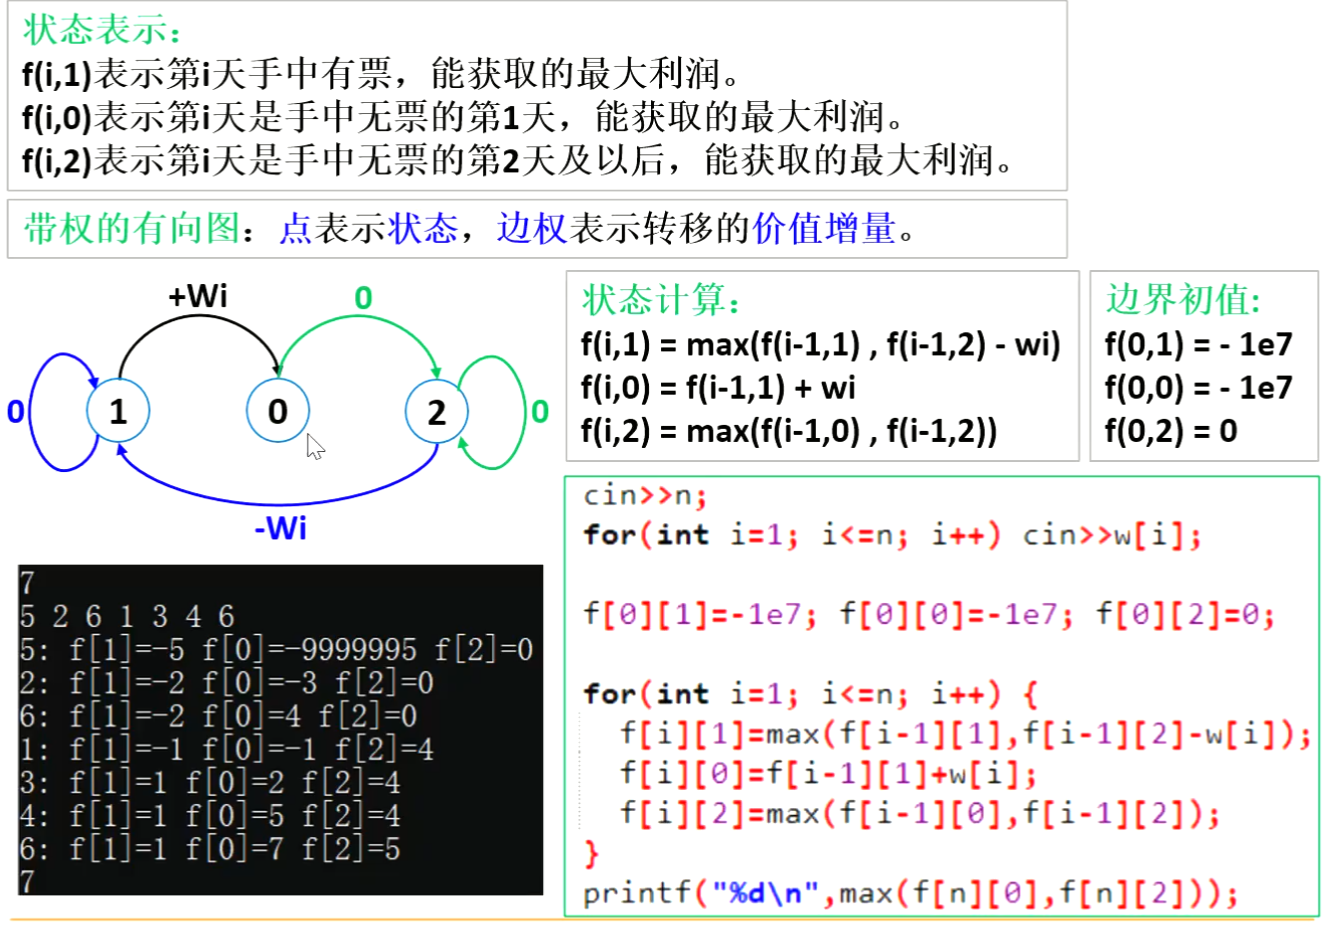 状态表示：
f(i,1)表示第i天手中有票，能获取的最大利润。
f(i,0)表示第i天是手中无票的第1天，能获取的最大利润。
f(i,2)表示第i天是手中无票的第2天及以后，能获取的最大利润。
带权的有向图：点表示状态，边权表示转移的价值增量。
+Wi
0
0
1
0
2
0
-Wi
状态计算：
f(i,1) = max(f(i-1,1) , f(i-1,2) - wi)
f(i,0) = f(i-1,1) + wi
f(i,2) = max(f(i-1,0) , f(i-1,2))
边界初值:
f(0,1) = - 1e7
f(0,0) = - 1e7
f(0,2) = 0
7
5 2 6 1 3 4 6
5: f[1]=-5 f[0]=-9999995 f[2]=0
2: f[1]=-2 f[0]=-3 f[2]=0
6: f[1]=-2 f[0]=4 f[2]=0
1: f[1]=-1 f[0]=-1 f[2]=4
3: f[1]=1 f[0]=2 f[2]=4
4: f[1]=1 f[0]=5 f[2]=4
6: f[1]=1 f[0]=7 f[2]=5
7
cin>>n;
for(int i=1; i<=n; i++) cin>>w[i];
f[0][1]=-1e7; f[0][0]=-1e7; f[0][2]=0;
for(int i=1; i<=n; i++) {
f[i][1]=max(f[i-1][1],f[i-1][2]-w[i]);
f[i][0]=f[i-1][1]+w[i];
f[i][2]=max(f[i-1][0],f[i-1][2]);
}
printf("%d\n",max(f[n][0],f[n][2]));